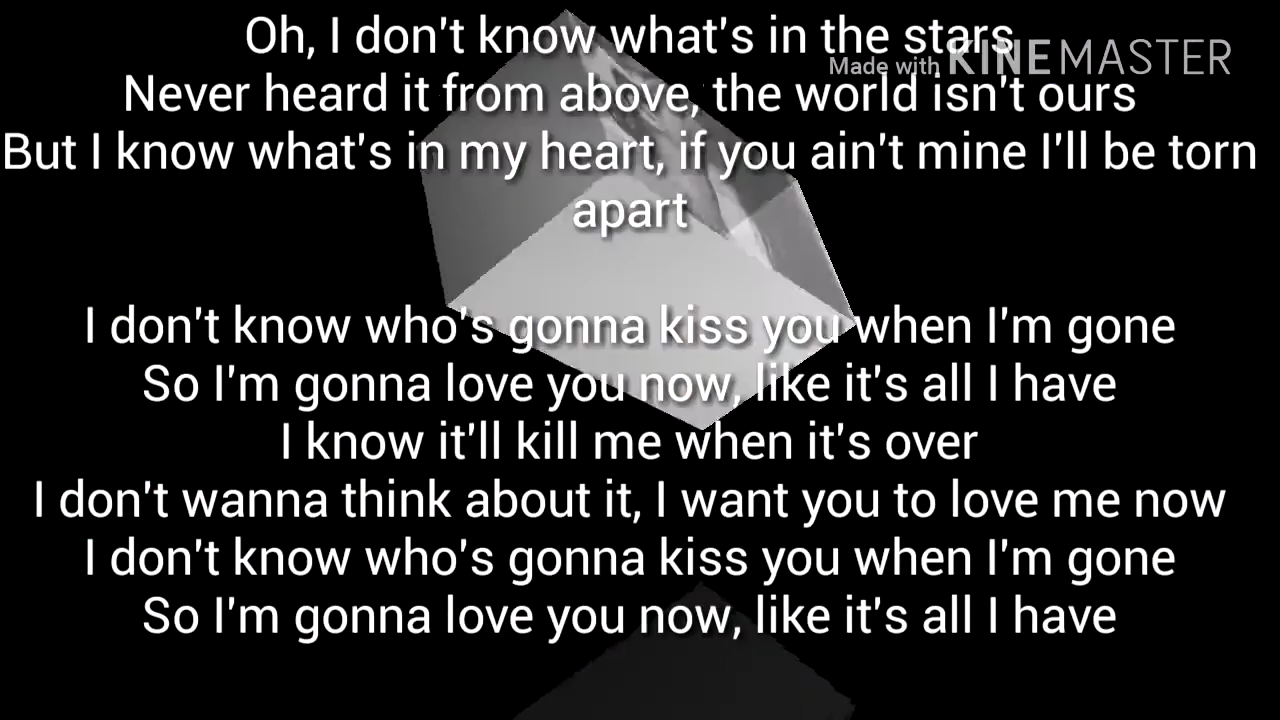 Oh, I don't know what's in the stars
Made with KINEMASTER
Never heard it from above, the world isn't ours
But I know what's in my heart, if you ain't mine I'll be torn
apart
I don't know who's gonna kiss you when I'm gone
So I'm gonna love you now, like it's all I have
I know it'll kill me when it's over
I don't wanna think about it, I want you to love me now
I don't know who's gonna kiss you when I'm gone
So I'm gonna love you now, like it's all I have